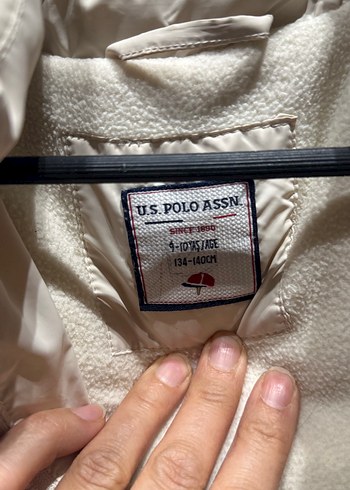 U.S. POLO ASSN.
SINCE 1890
9-10 YRS/AGE
134-140CM